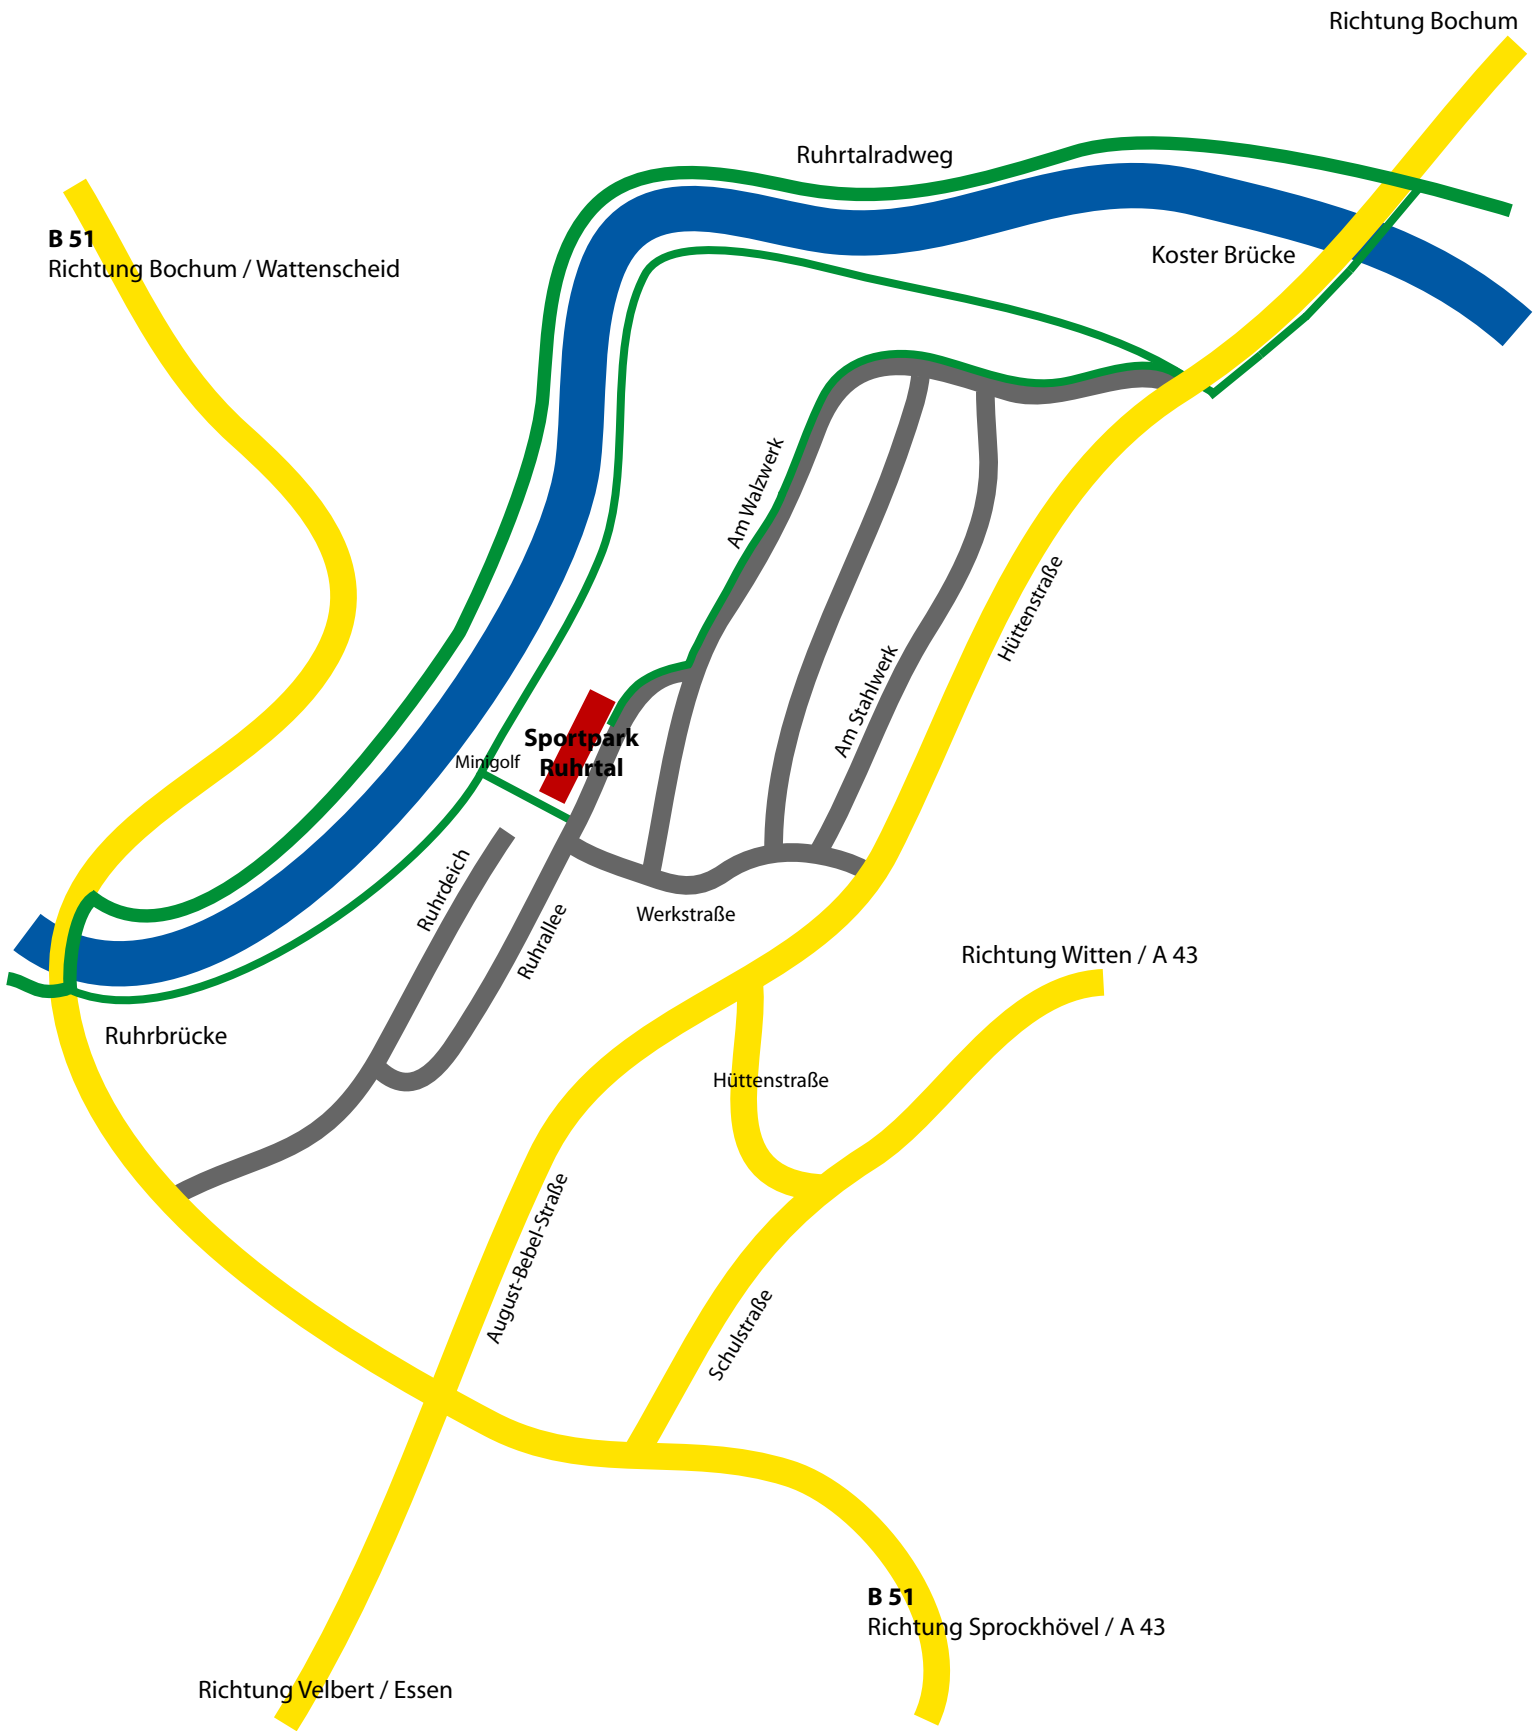 Richtung Bochum
Ruhrtalradweg
B 51
Richtung Bochum / Wattenscheid
Koster Brücke
Am Walzwerk
Hüttenstraße
Am Stahlwerk
Sportpark
Ruhrtal
Minigolf
Ruhrdeich
Ruhrallee
Werkstraße
Richtung Witten / A 43
Ruhrbrücke
Hüttenstraße
August-Bebel-Straße
Schulstraße
B 51
Richtung Sprockhövel / A 43
Richtung Velbert / Essen